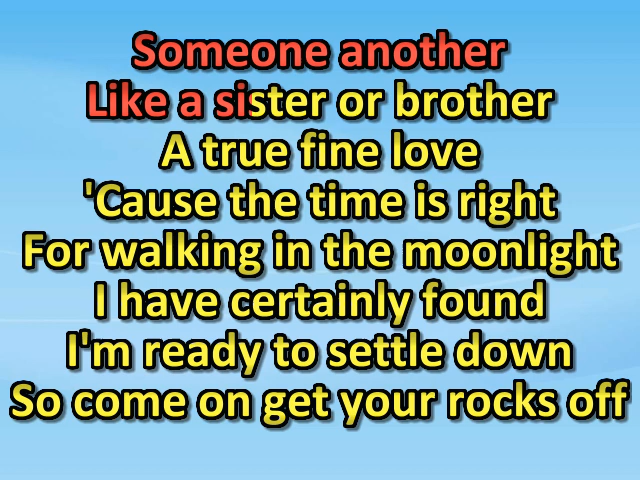 Someone another
Like a sister or brother
A true fine love
'Cause the time is right
For walking in the moonlight
I have certainly found
I'm ready to settle down
So come on get your rocks off